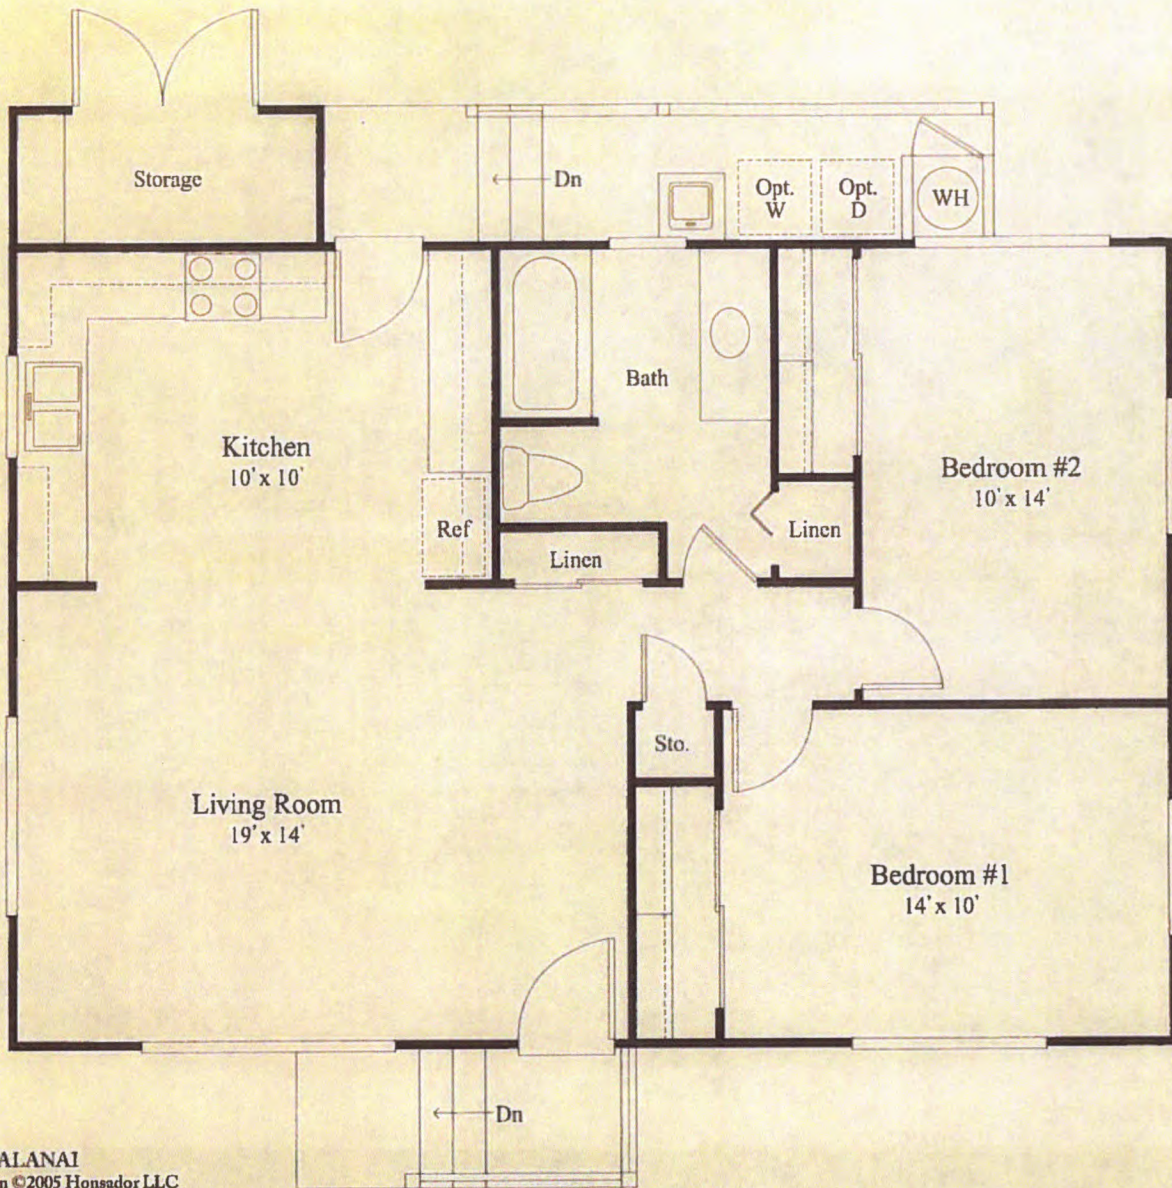 Storage
Dn
Opt.
W
Opt.
D
WH
Bath
Kitchen
10' x 10'
Bedroom #2
10' x 14'
Ref
Linen
Linen
Sto.
Living Room
19' x 14'
Bedroom #1
14' x 10'
Dn
ALANAI
©2005 Honsador LLC